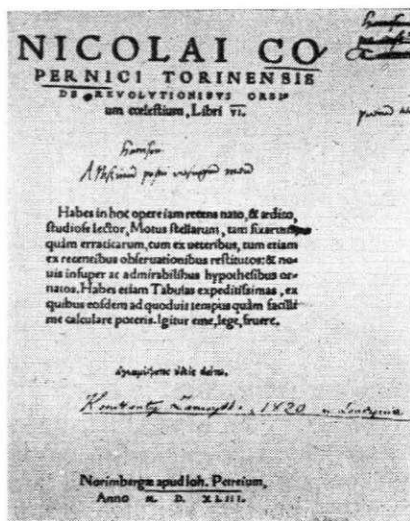 NICOLAI CO
PERNICI TORINENSIS
DE REVOLUTIONIBVS ORBI
um cœlestium, Libri VI.
Habes in hoc opere iam recens nato, & ædito,
studiose lector, Motus stellarum, tam fixarum
quàm erraticarum, cum ex ueteribus, tum etiam
ex recentibus obseruationibus restitutos: & no-
uis insuper ac admirabilibus hypothesibus or-
natos. Habes etiam Tabulas expeditissimas, ex
quibus eosdem ad quoduis tempus quàm facilli
me calculare poteris. Igitur eme, lege, fruere.
1820
Norimbergæ apud Ioh. Petreium,
Anno M. D. XLIII.